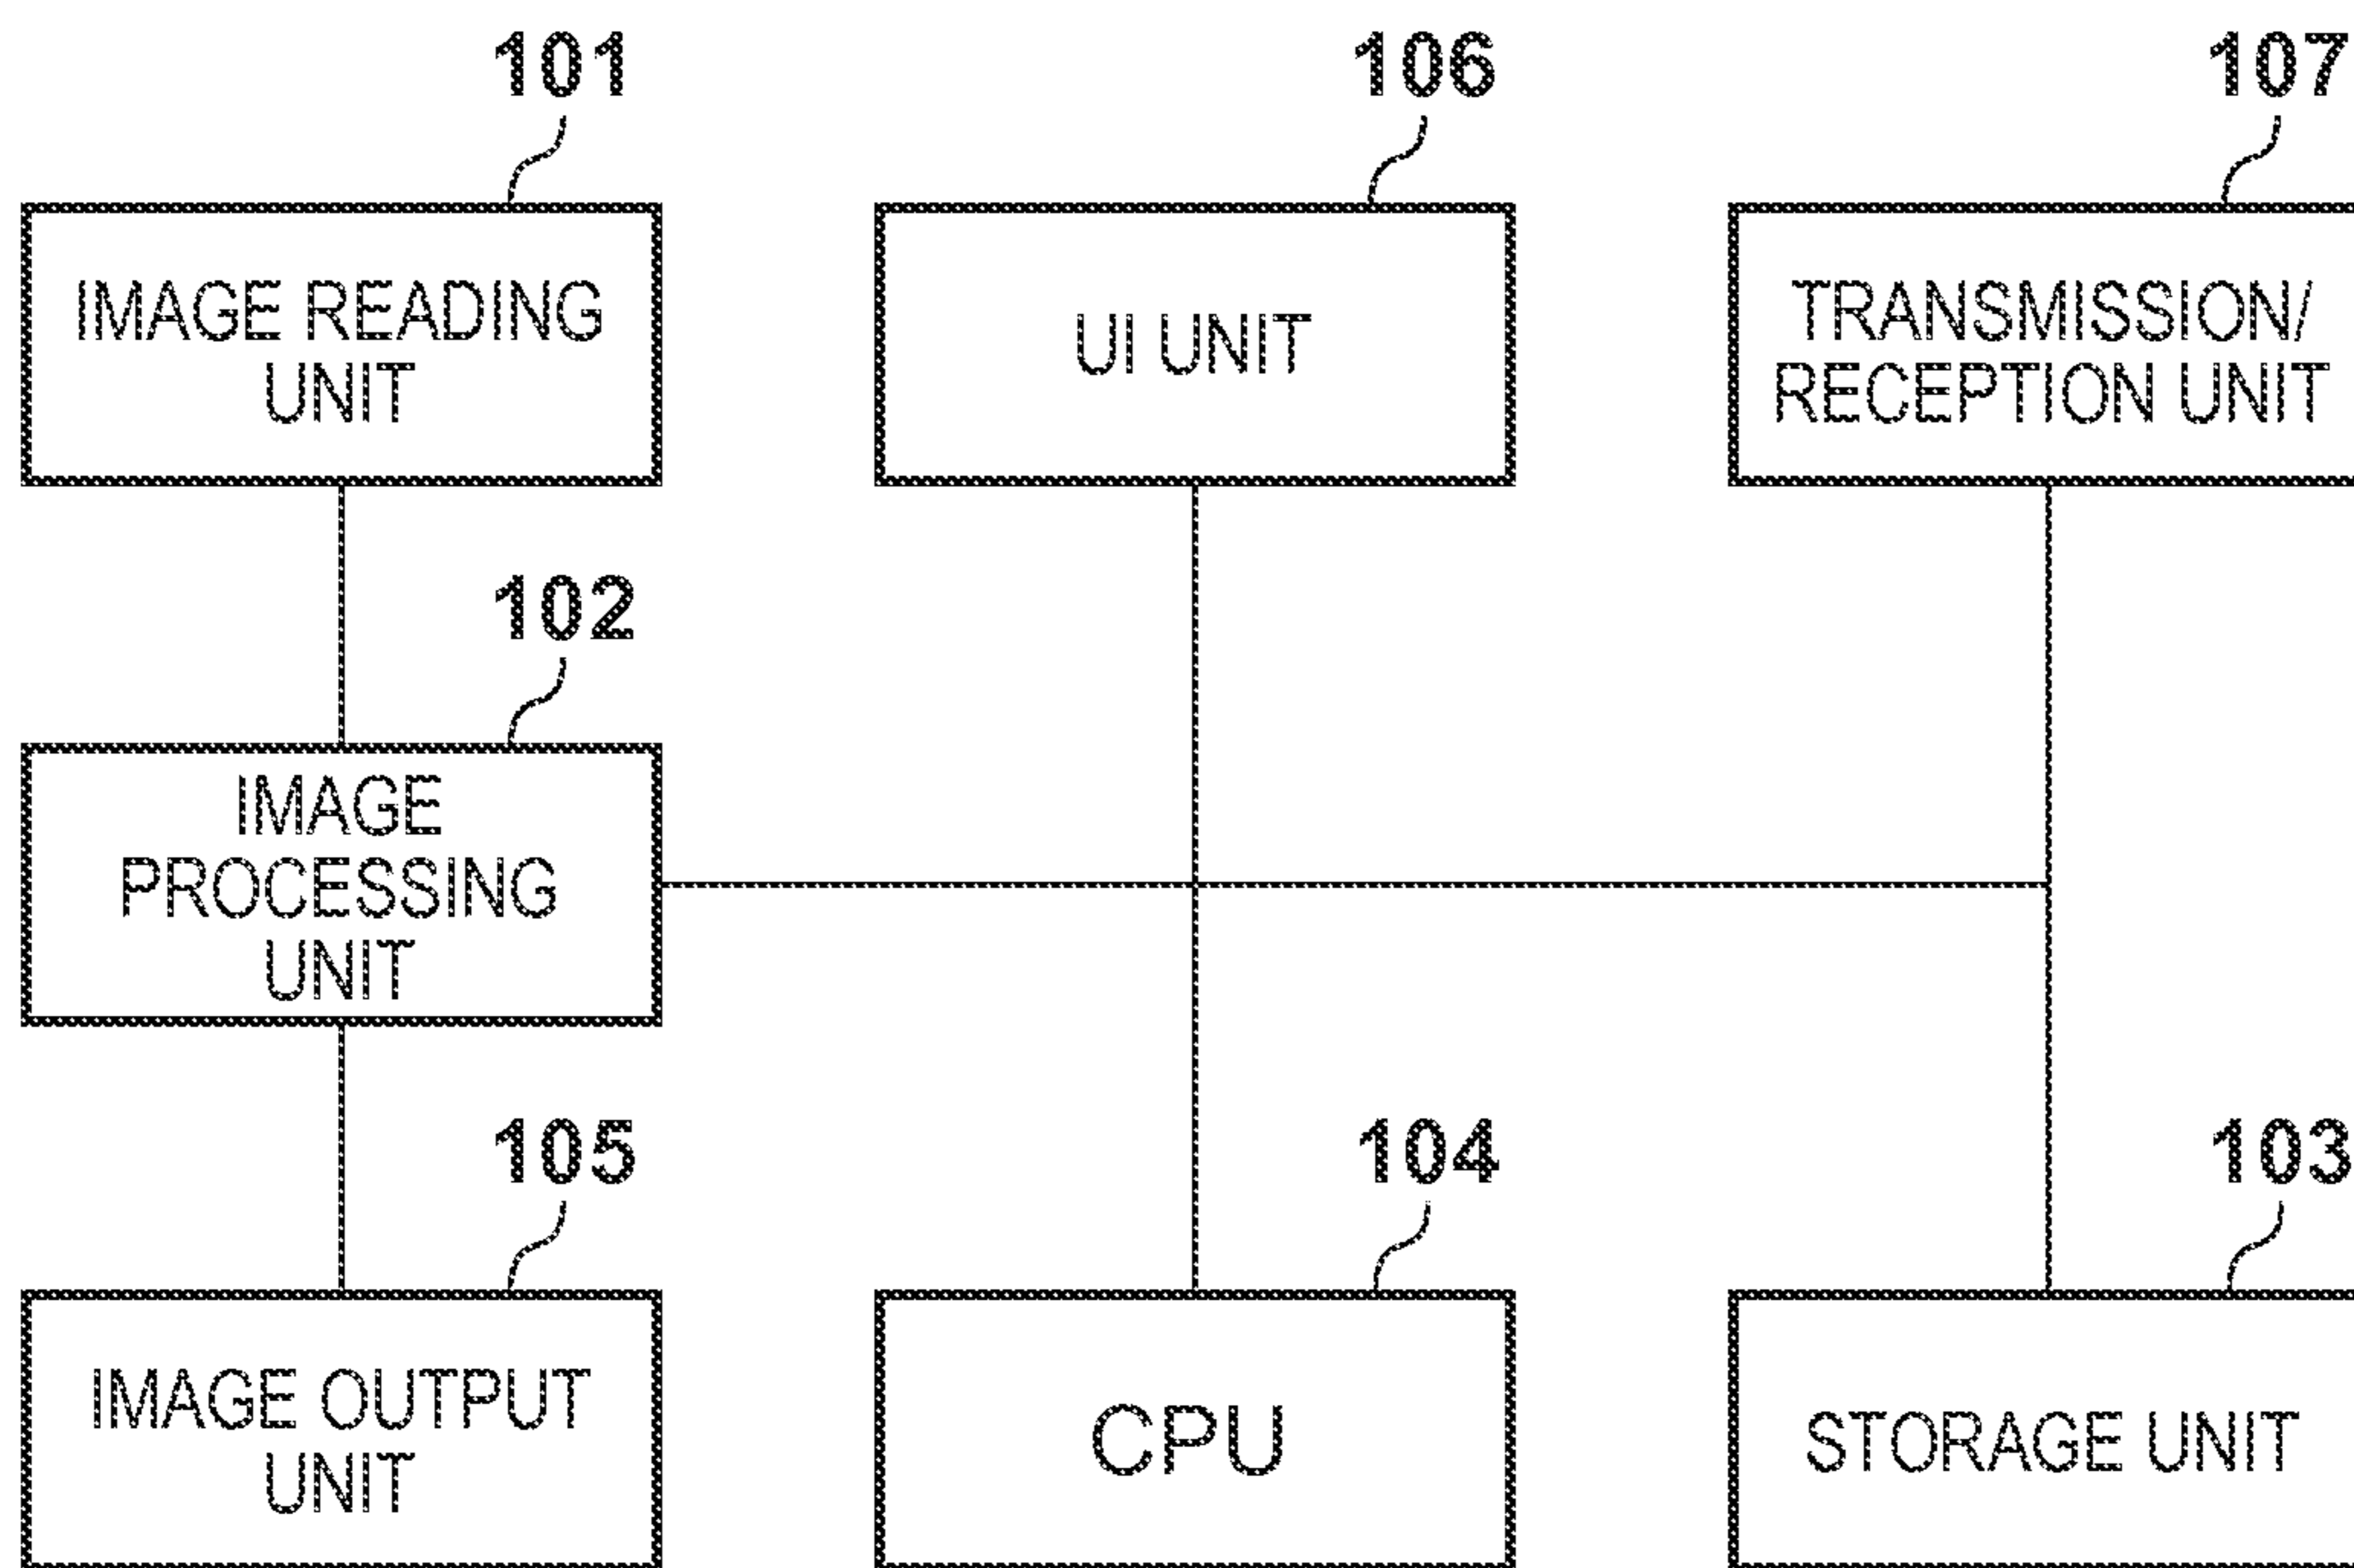 101
106
107
IMAGE READING
UNIT
UI UNIT
TRANSMISSION/
RECEPTION UNIT
102
IMAGE
PROCESSING
UNIT
105
104
103
IMAGE OUTPUT
UNIT
CPU
STORAGE UNIT